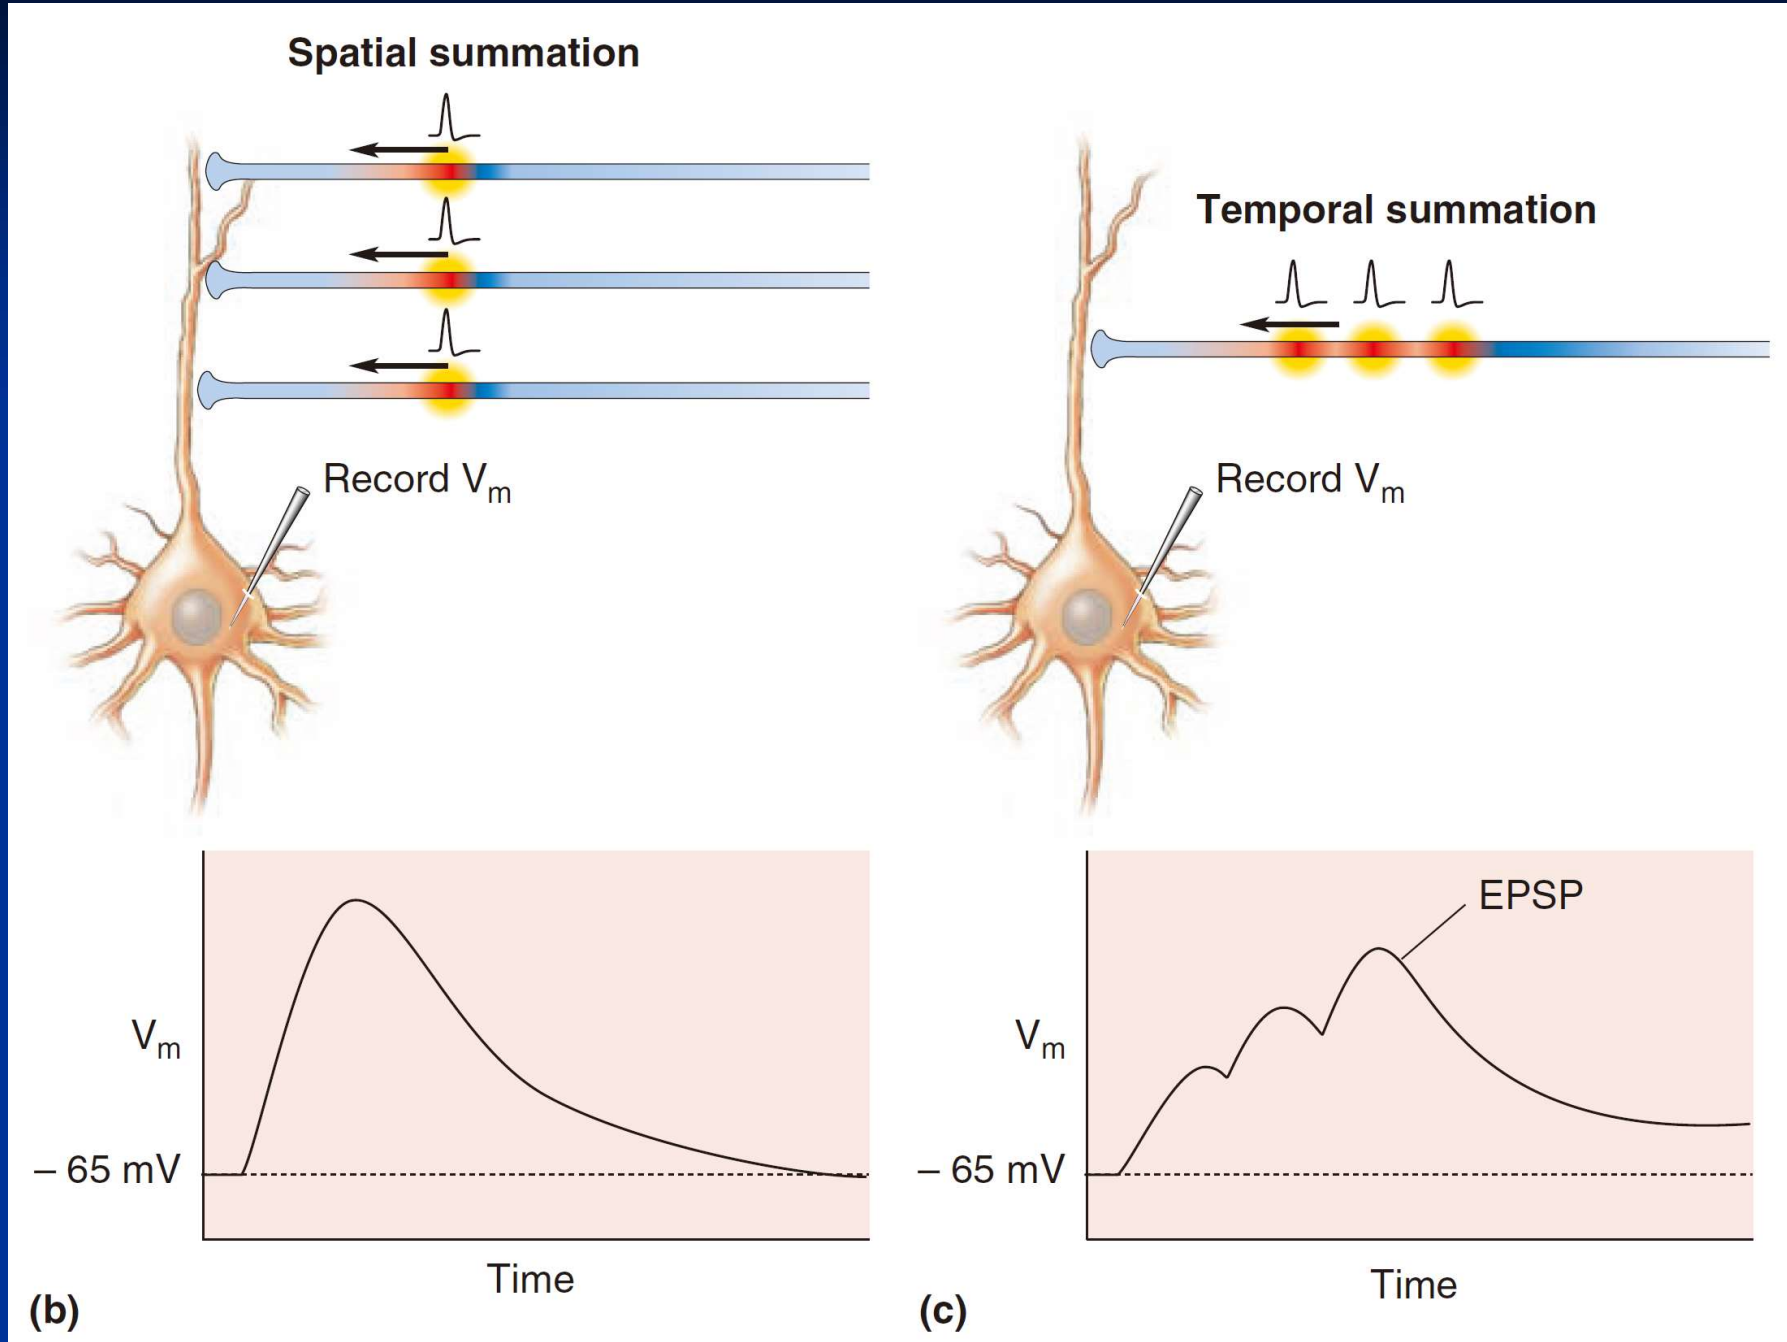 Spatial summation
Record Vm
Vm
– 65 mV
Time
(b)
Temporal summation
Record Vm
EPSP
Vm
– 65 mV
Time
(c)